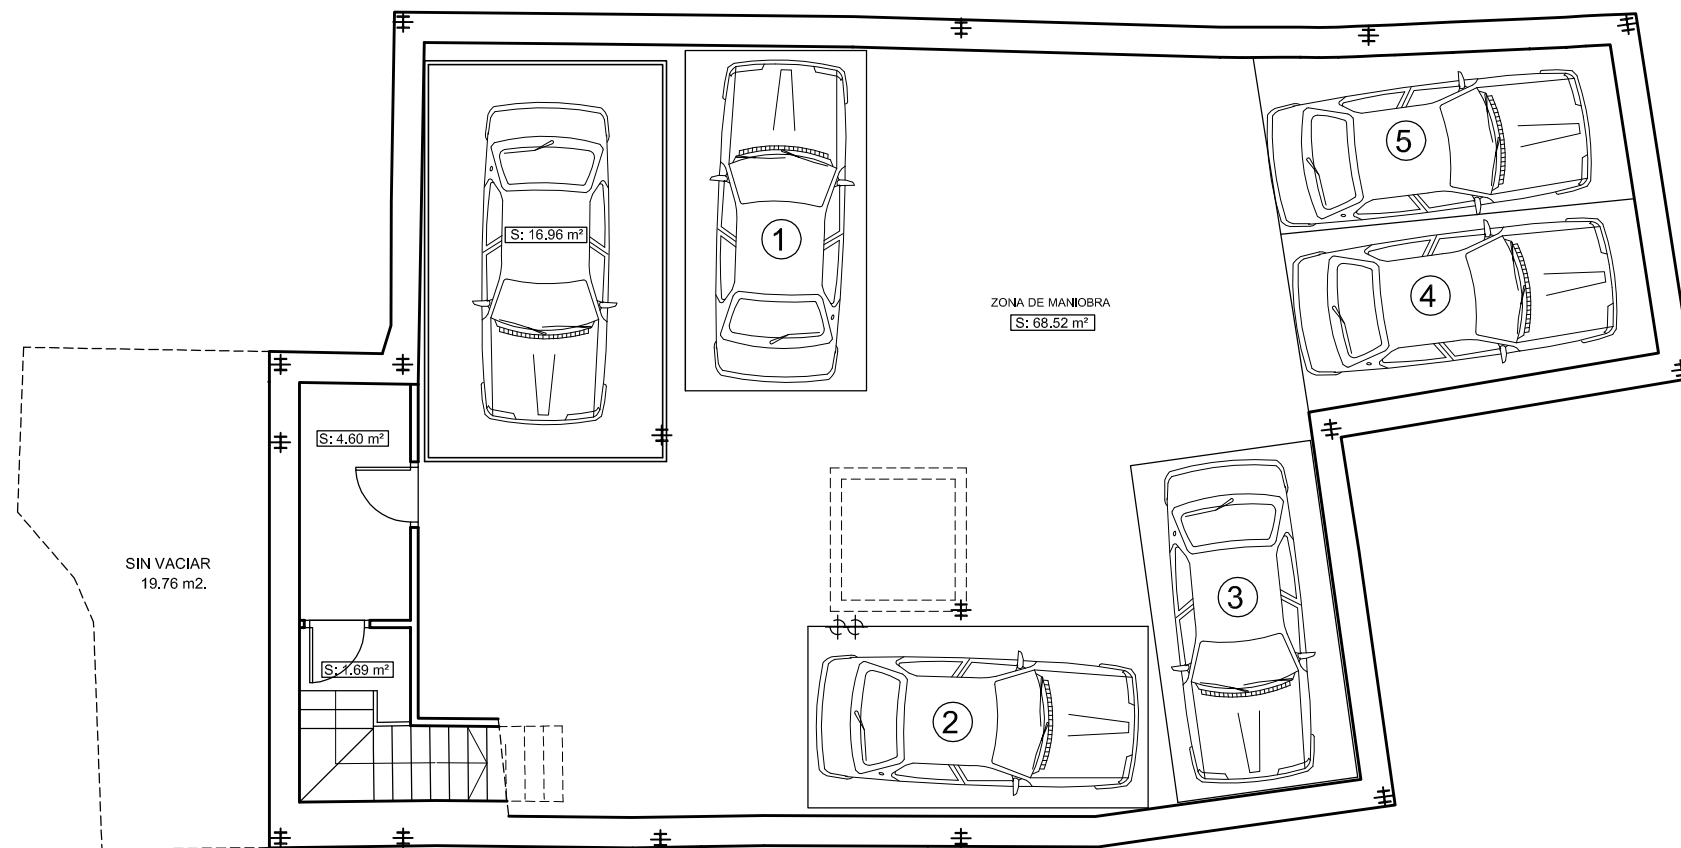 5
S: 16.96 m²
1
4
ZONA DE MANIOBRA
S: 68.52 m²
S: 4.60 m²
SIN VACIAR
19.76 m2.
3
S: 1.69 m²
2